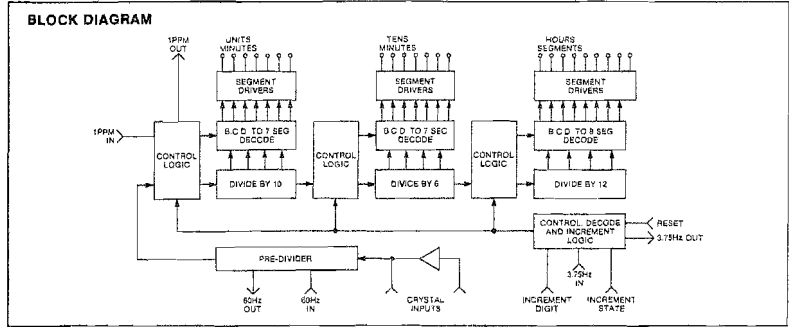 BLOCK DIAGRAM
1PPM
OUT
UNITS
MINUTES
TENS
MINUTES
HOURS
SEGMENTS
SEGMENT
DRIVERS
SEGMENT
DRIVERS
SEGMENT
DRIVERS
1PPM
IN
CONTROL
LOGIC
B.C.D. TO 7 SEG
DECODE
CONTROL
LOGIC
B.C.D. TO 7 SEC
DECODE
CONTROL
LOGIC
B.C.D. TO 8 SEG
DECODE
DIVIDE BY 10
DIVIDE BY 6
DIVIDE BY 12
CONTROL, DECODE
AND INCREMENT
LOGIC
RESET
3.75Hz OUT
PRE-DIVIDER
60Hz
OUT
60Hz
IN
CRYSTAL
INPUTS
3.75Hz
IN
INCREMENT
DIGIT
INCREMENT
STATE